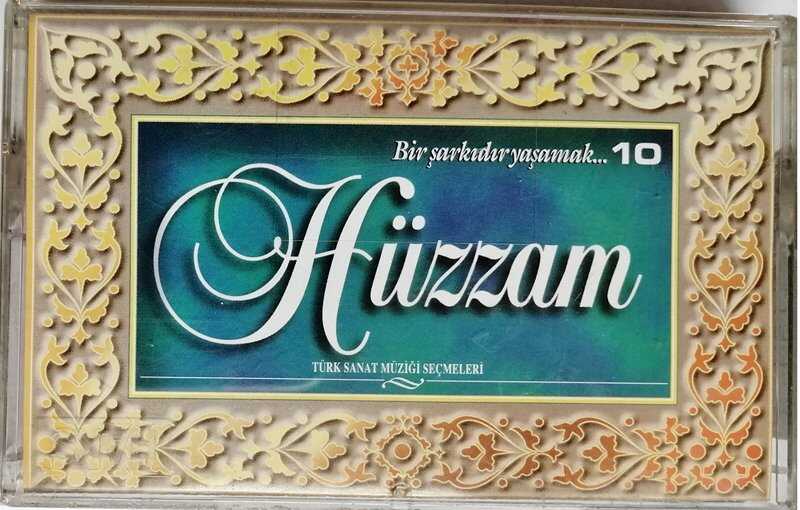 Bir şarkıdır yaşamak... 10
Hüzzam
TÜRK SANAT MÜZİĞİ SEÇMELERİ